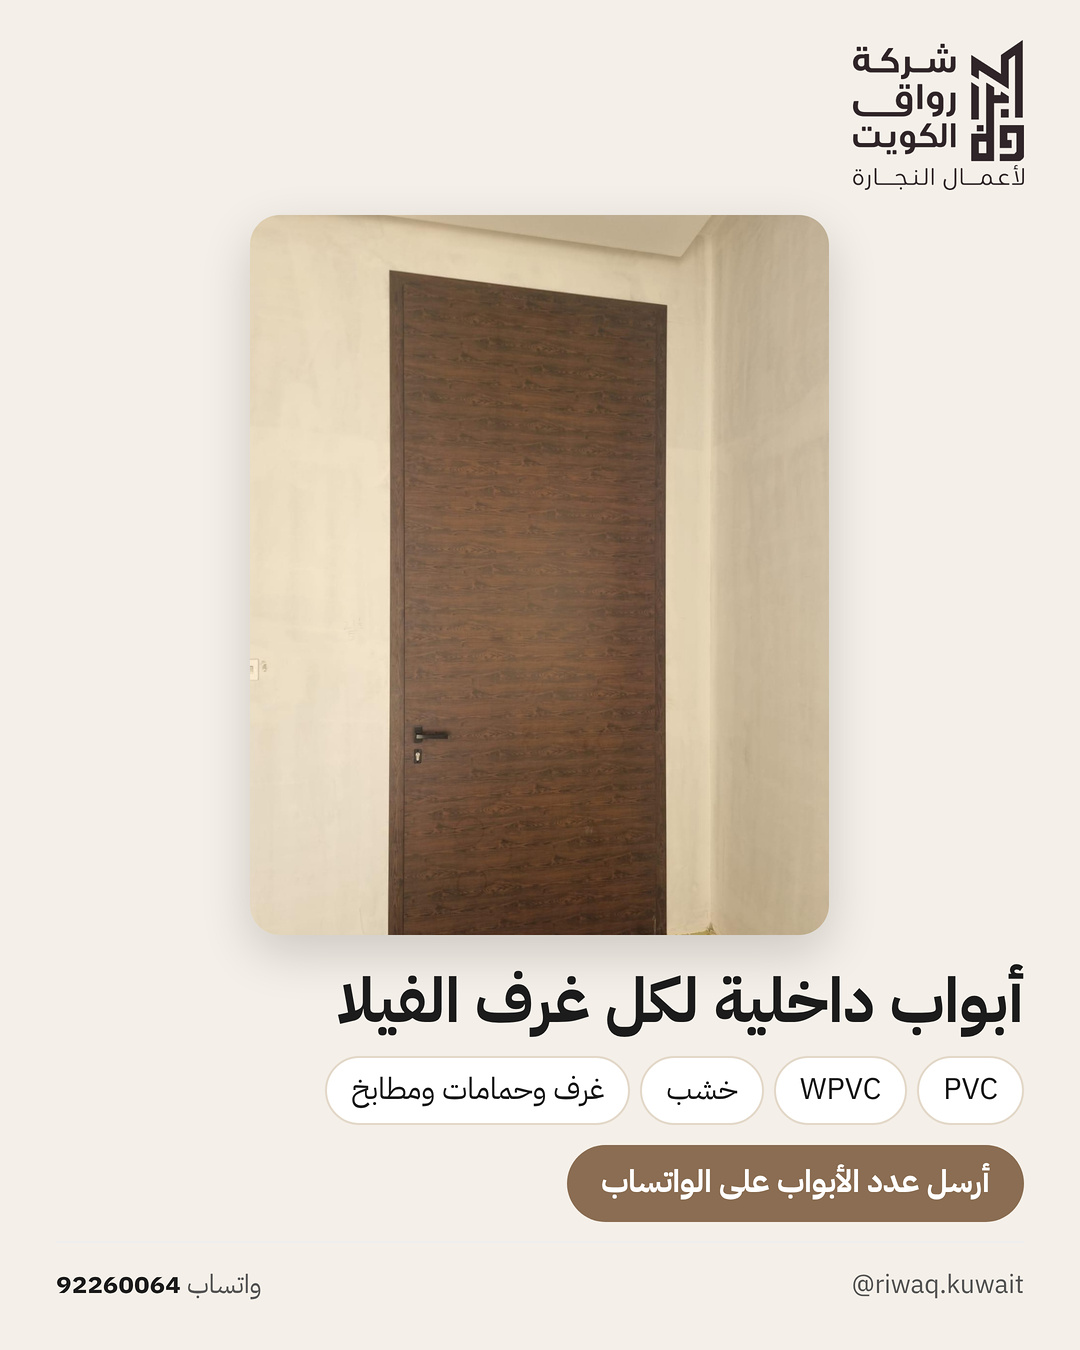 شركة
رواق
الكويت
لأعمال النجارة
أبواب داخلية لكل غرف الفيلا
PVC
WPVC
خشب
غرف وحمامات ومطابخ
أرسل عدد الأبواب على الواتساب
@riwaq.kuwait
واتساب 92260064